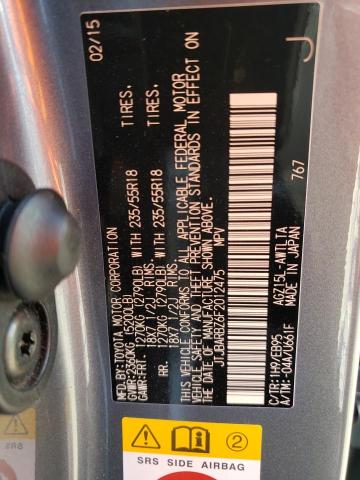 MFD.BY:TOYOTA MOTOR CORPORATION 02/15
GVWR:2360KG (5200LB)
GAWR:FRT. 1270KG (2790LB) WITH 235/55R18 TIRES.
18X7 1/2J RIMS.
RR. 1270KG (2790LB) WITH 235/55R18 TIRES.
18X7 1/2J RIMS.
THIS VEHICLE CONFORMS TO ALL APPLICABLE FEDERAL MOTOR
VEHICLE SAFETY AND THEFT PREVENTION STANDARDS IN EFFECT ON
THE DATE OF MANUFACTURE SHOWN ABOVE.
JTJBARBZ6F2012475 MPV
J
C/TR:1H9/EB95 AGZ15L-AWTLTA
A/TM:-04A/U661F MADE IN JAPAN 767
SRS SIDE AIRBAG
2